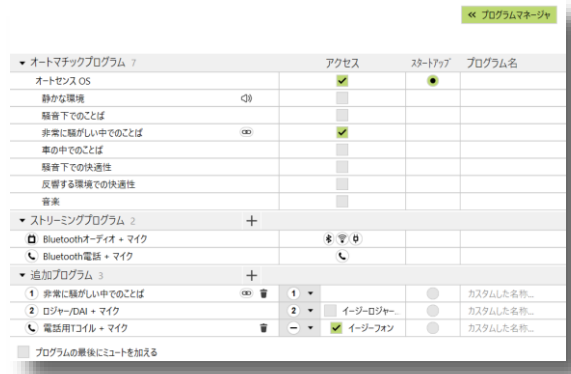 « プログラムマネージャ
▼ オートマチックプログラム 7 アクセス スタートアップ プログラム名
オートセンス OS
静かな環境
騒音下でのことば
非常に騒がしい中でのことば
車の中でのことば
騒音下での快適性
反響する環境での快適性
音楽
▼ ストリーミングプログラム 2 +
Bluetoothオーディオ + マイク
Bluetooth電話 + マイク
▼ 追加プログラム 3 +
1 非常に騒がしい中でのことば 1 ▼ カスタムした名称...
2 ロジャー/DAI + マイク 2 ▼ イージーロジャー... カスタムした名称...
電話用Tコイル + マイク − ▼ イージーフォン カスタムした名称...
プログラムの最後にミュートを加える